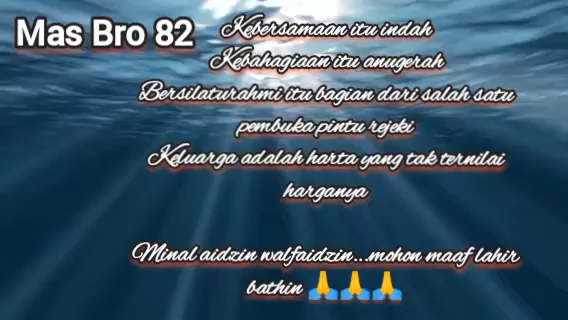 Mas Bro 82
Kebersamaan itu indah
Kebahagiaan itu anugerah
Bersilaturahmi itu bagian dari salah satu
pembuka pintu rejeki
Keluarga adalah harta yang tak ternilai
harganya
Minal aidzin walfaidzin...mohon maaf lahir
bathin 🙏🙏🙏